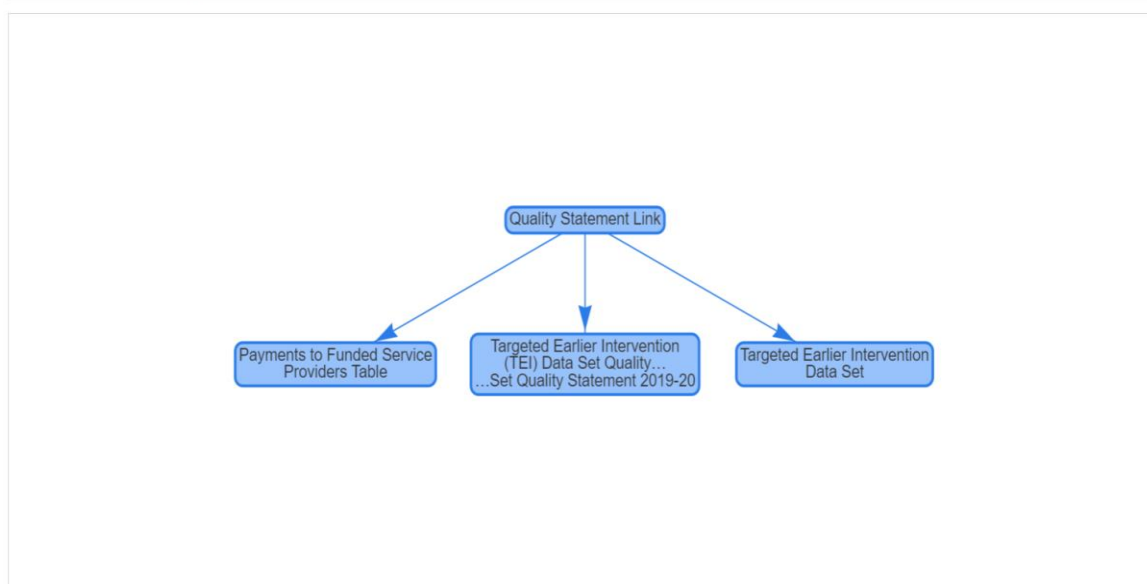 Quality Statement Link
Payments to Funded Service
Providers Table
Targeted Earlier Intervention
(TEI) Data Set Quality…
…Set Quality Statement 2019-20
Targeted Earlier Intervention
Data Set